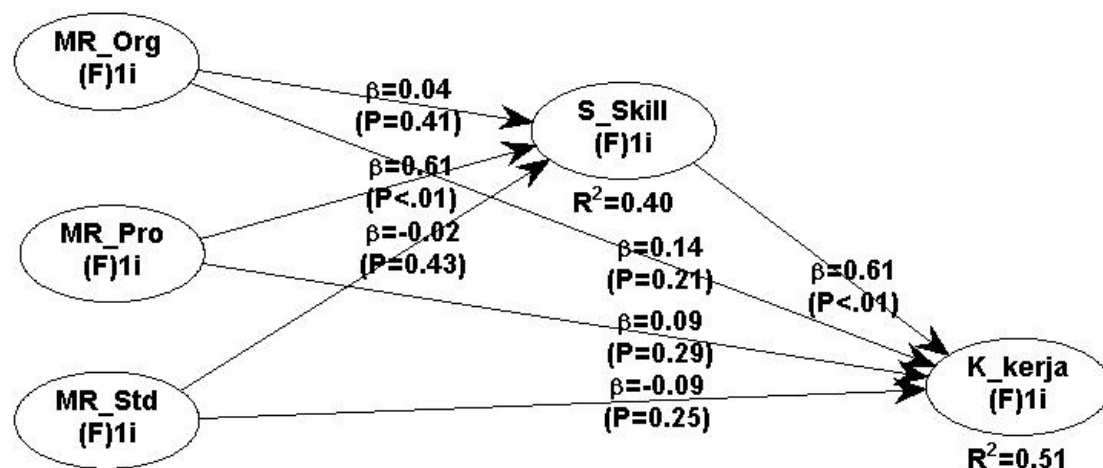 MR_Org
(F)1i
β=0.04
(P=0.41)
S_Skill
(F)1i
R²=0.40
β=0.61
(P<.01)
MR_Pro
(F)1i
β=-0.02
(P=0.43)
β=0.14
(P=0.21)
β=0.61
(P<.01)
β=0.09
(P=0.29)
K_kerja
(F)1i
R²=0.51
MR_Std
(F)1i
β=-0.09
(P=0.25)